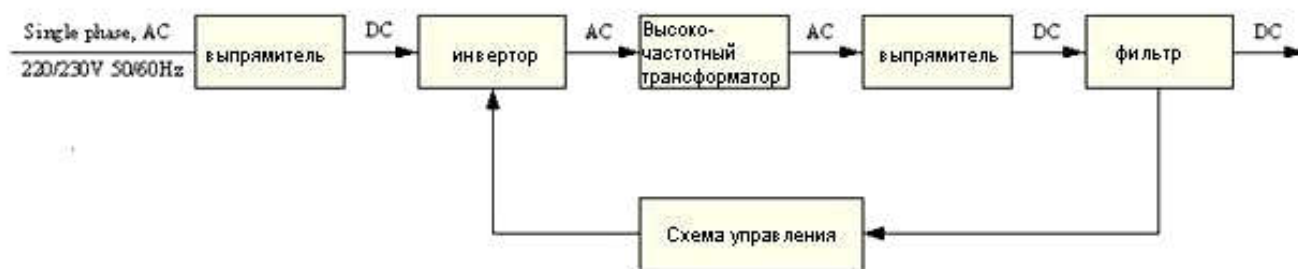 Single phase, AC
220/230V 50/60Hz
выпрямитель
DC
инвертор
AC
Высоко-
частотный
трансформатор
AC
выпрямитель
DC
фильтр
DC
Схема управления